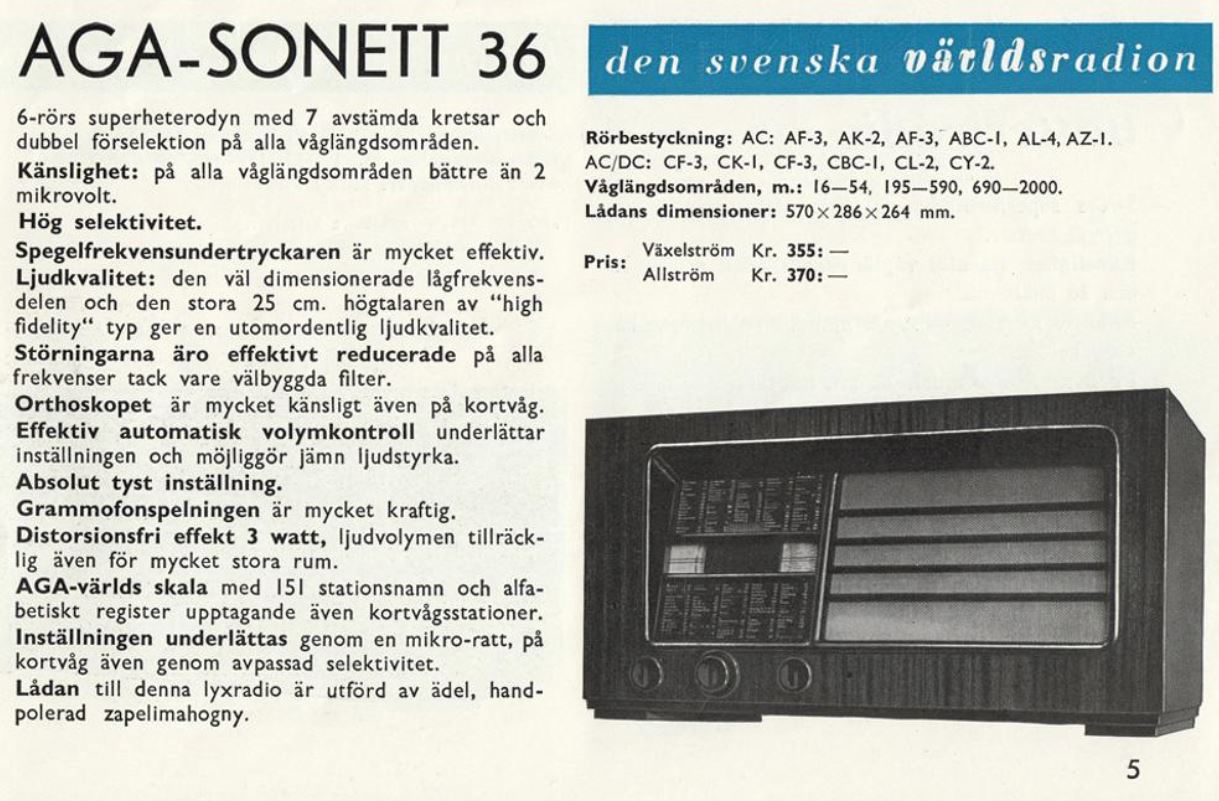 AGA-SONETT 36
6-rörs superheterodyn med 7 avstämda kretsar och
dubbel förselektion på alla våglängdsområden.
Känslighet: på alla våglängdsområden bättre än 2
mikrovolt.
Hög selektivitet.
Spegelfrekvensundertryckaren är mycket effektiv.
Ljudkvalitet: den väl dimensionerade lågfrekvens-
delen och den stora 25 cm. högtalaren av “high
fidelity“ typ ger en utomordentlig ljudkvalitet.
Störningarna äro effektivt reducerade på alla
frekvenser tack vare välbyggda filter.
Orthoskopet är mycket känsligt även på kortvåg.
Effektiv automatisk volymkontroll underlättar
inställningen och möjliggör jämn ljudstyrka.
Absolut tyst inställning.
Grammofonspelningen är mycket kraftig.
Distorsionsfri effekt 3 watt, ljudvolymen tillräck-
lig även för mycket stora rum.
AGA-världs skala med 151 stationsnamn och alfa-
betiskt register upptagande även kortvågsstationer.
Inställningen underlättas genom en mikro-ratt, på
kortvåg även genom avpassad selektivitet.
Lådan till denna lyxradio är utförd av ädel, hand-
polerad zapelimahogny.
den svenska världsradion
Rörbestyckning: AC: AF-3, AK-2, AF-3, ABC-1, AL-4, AZ-1.
AC/DC: CF-3, CK-1, CF-3, CBC-1, CL-2, CY-2.
Våglängdsområden, m.: 16—54, 195—590, 690—2000.
Lådans dimensioner: 570×286×264 mm.
Pris: Växelström Kr. 355: —
Allström Kr. 370: —
5